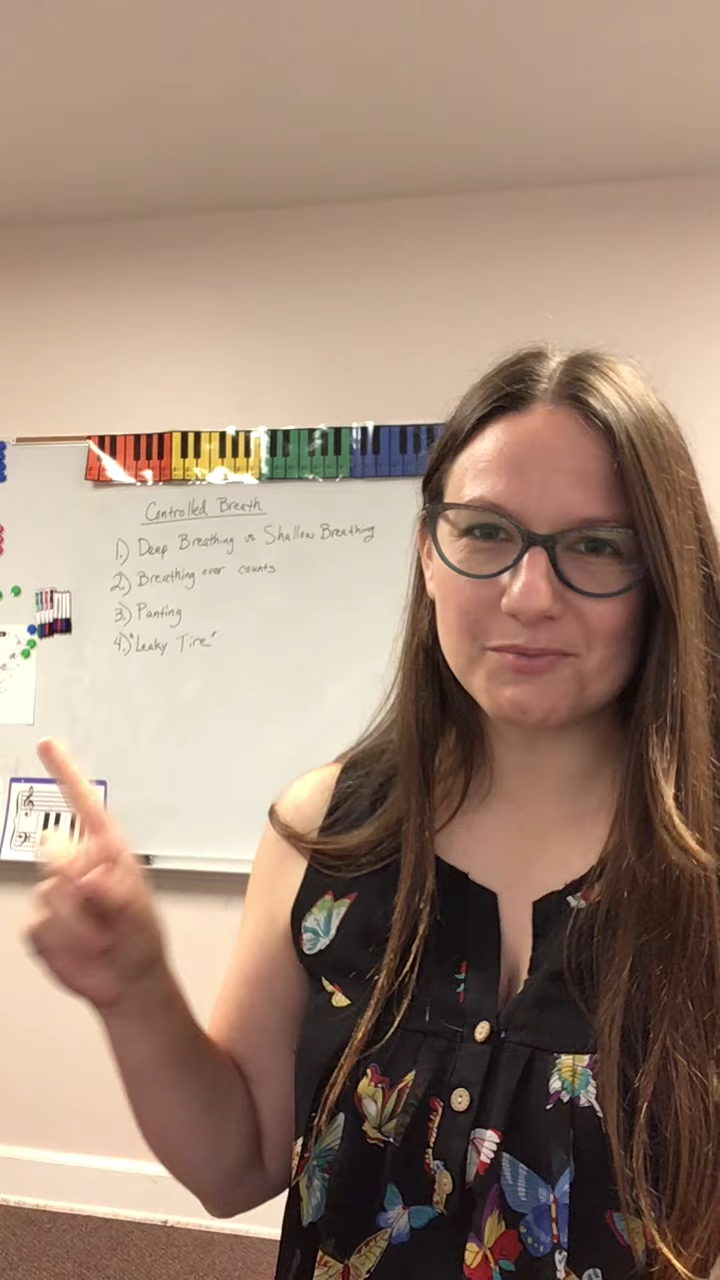 Controlled Breath
1.) Deep Breathing vs Shallow Breathing
2.) Breathing over counts
3.) Panting
4.) "Leaky Tire"